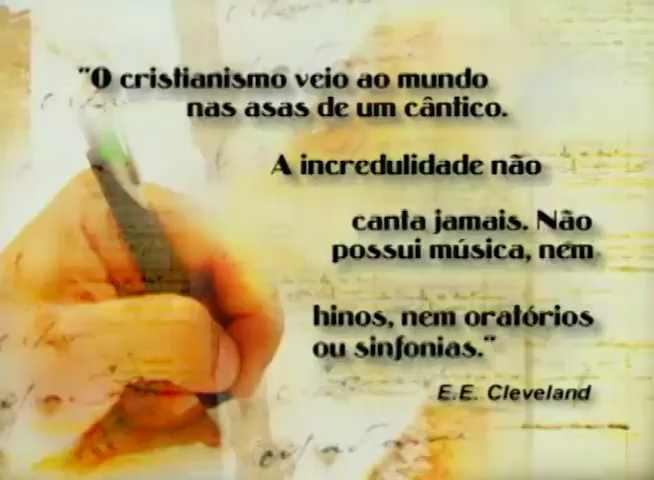 "O cristianismo veio ao mundo
nas asas de um cântico.
A incredulidade não
canta jamais. Não
possui música, nem
hinos, nem oratórios
ou sinfonias."
E.E. Cleveland